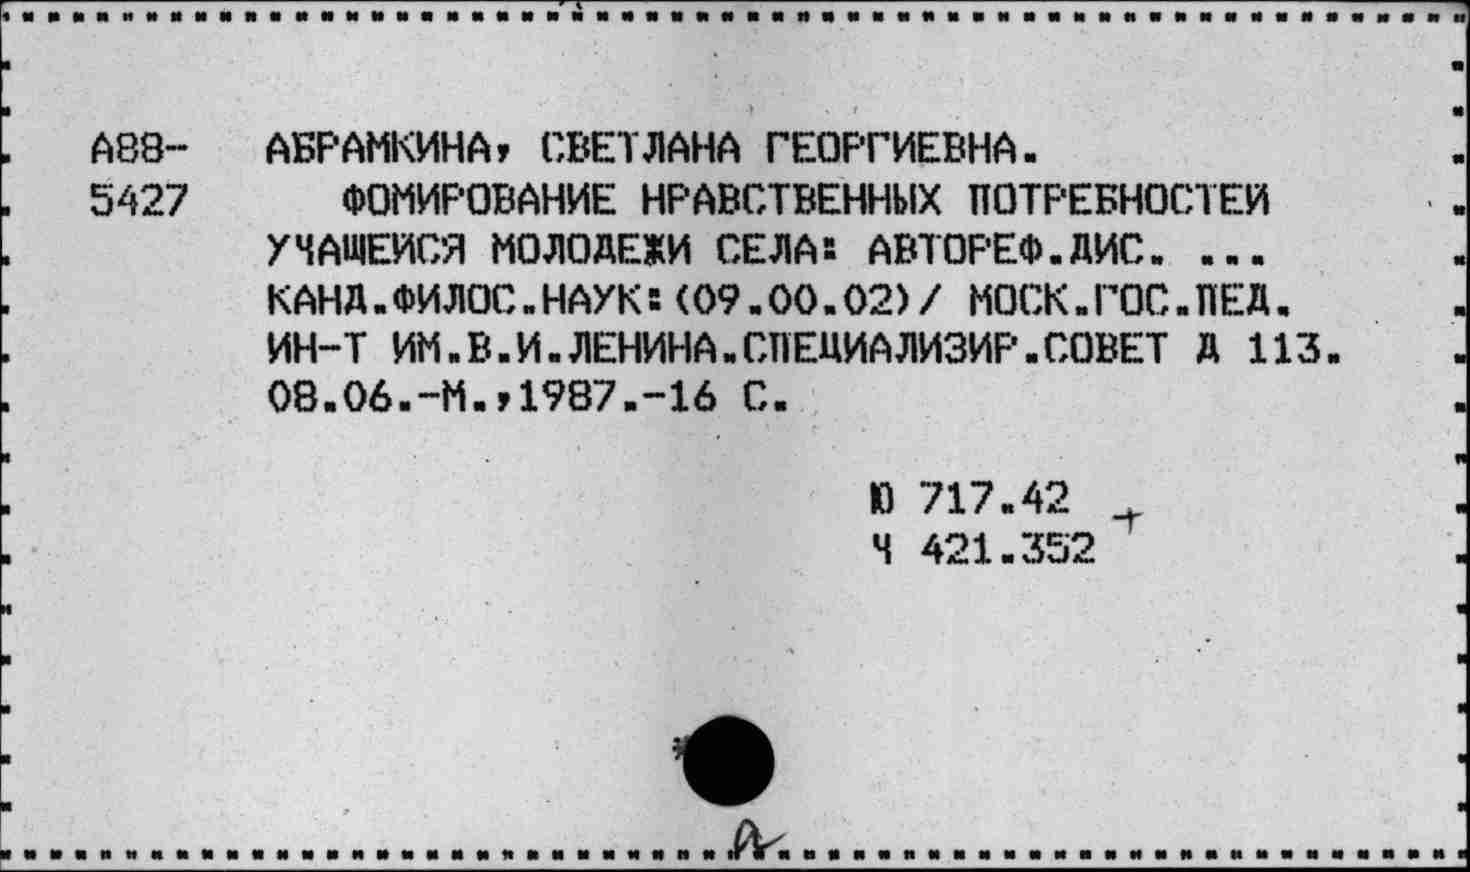 А88- АБРАМКИНА, СВЕТЛАНА ГЕОРГИЕВНА.
5427 ФОМИРОВАНИЕ НРАВСТВЕННЫХ ПОТРЕБНОСТЕЙ
УЧАЩЕЙСЯ МОЛОДЕЖИ СЕЛА: АВТОРЕФ.ДИС. ...
КАНД.ФИЛОС.НАУК:(09.00.02)/ МОСК.ГОС.ПЕД.
ИН-Т ИМ.В.И.ЛЕНИНА.СПЕЦИАЛИЗИР.СОВЕТ Д 113.
08.06.-М.,1987.-16 С.
Ю 717.42 +
Ч 421.352
а